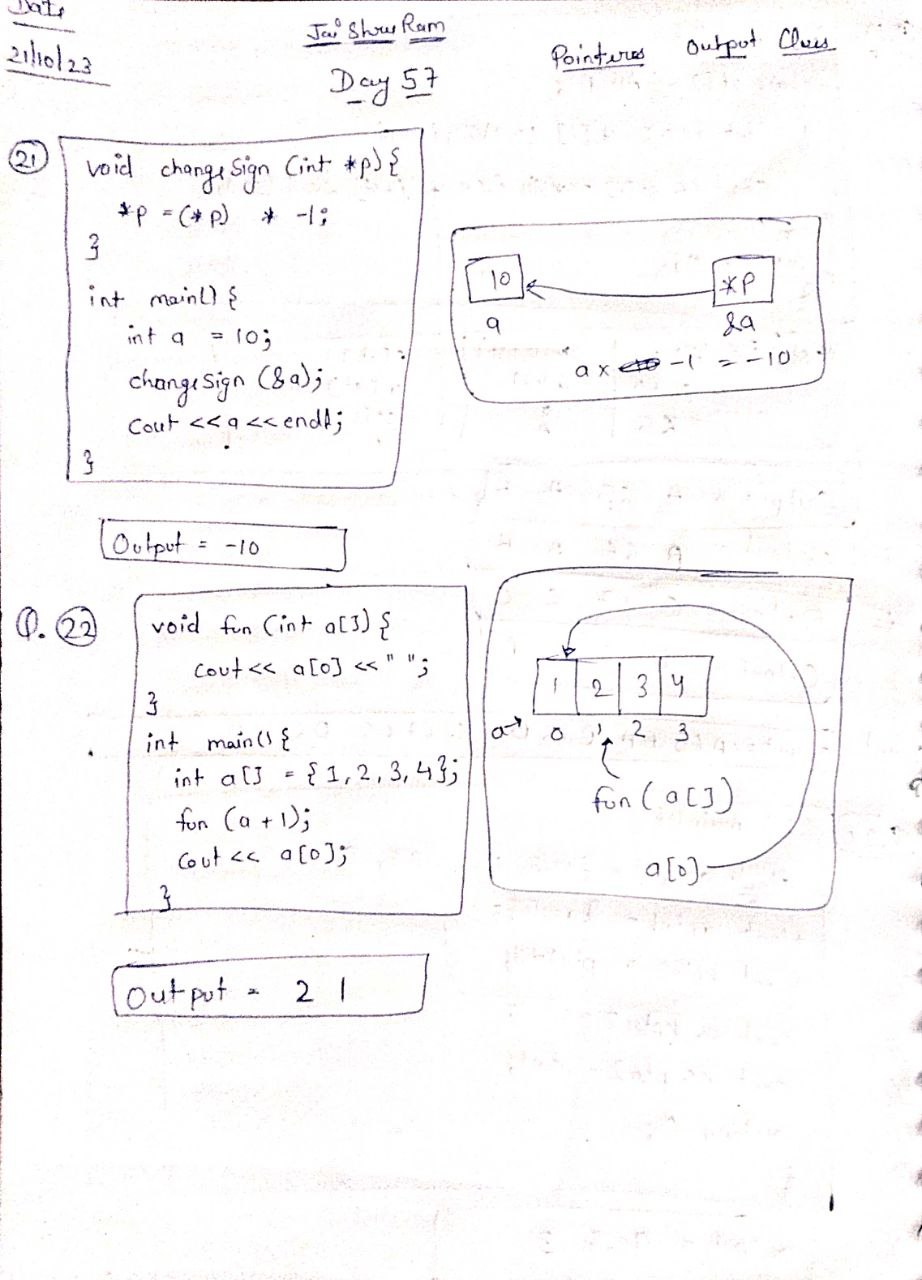 Date
21/10/23
Jai Shree Ram
Day 57
Pointeres Output Class
21
void changeSign (int *p) {
*p = (*p) * -1;
}
int main() {
int a = 10;
changeSign (&a);
cout << a << endl;
}
10
*p
a
&a
a x -1 = -10
Output = -10
Q. 22
void fun (int a[]) {
cout << a[0] << " ";
}
int main() {
int a[] = {1, 2, 3, 4};
fun (a + 1);
cout << a[0];
}
1 2 3 4
a→ 0 1 2 3
fun ( a[])
a[0]
Output = 2 1